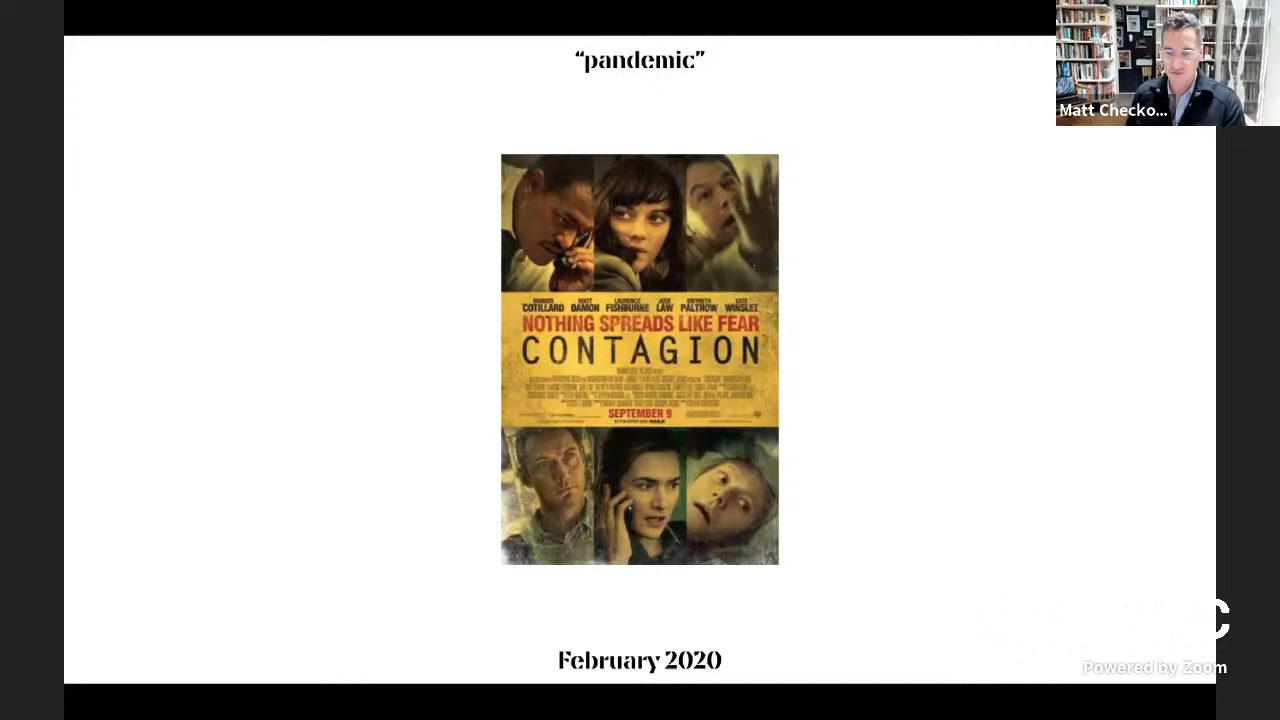 “pandemic”
Matt Checko...
MARION COTILLARD MATT DAMON LAURENCE FISHBURNE JUDE LAW GWYNETH PALTROW KATE WINSLET
NOTHING SPREADS LIKE FEAR
CONTAGION
SEPTEMBER 9
IMAX
February 2020
C
Powered by Zoom